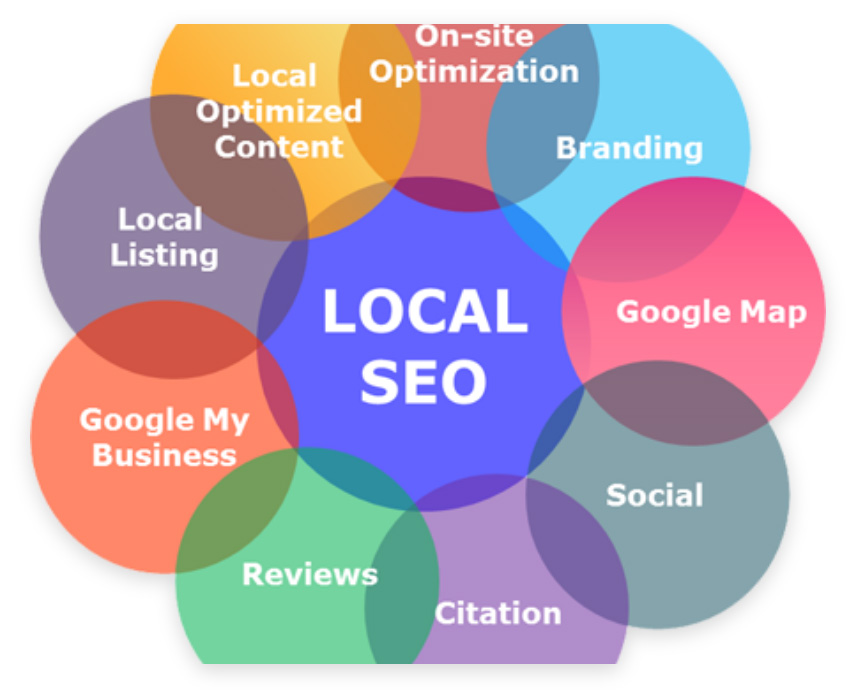 On-site
Optimization
Local
Optimized
Content
Branding
Local
Listing
LOCAL
SEO
Google Map
Google My
Business
Social
Reviews
Citation